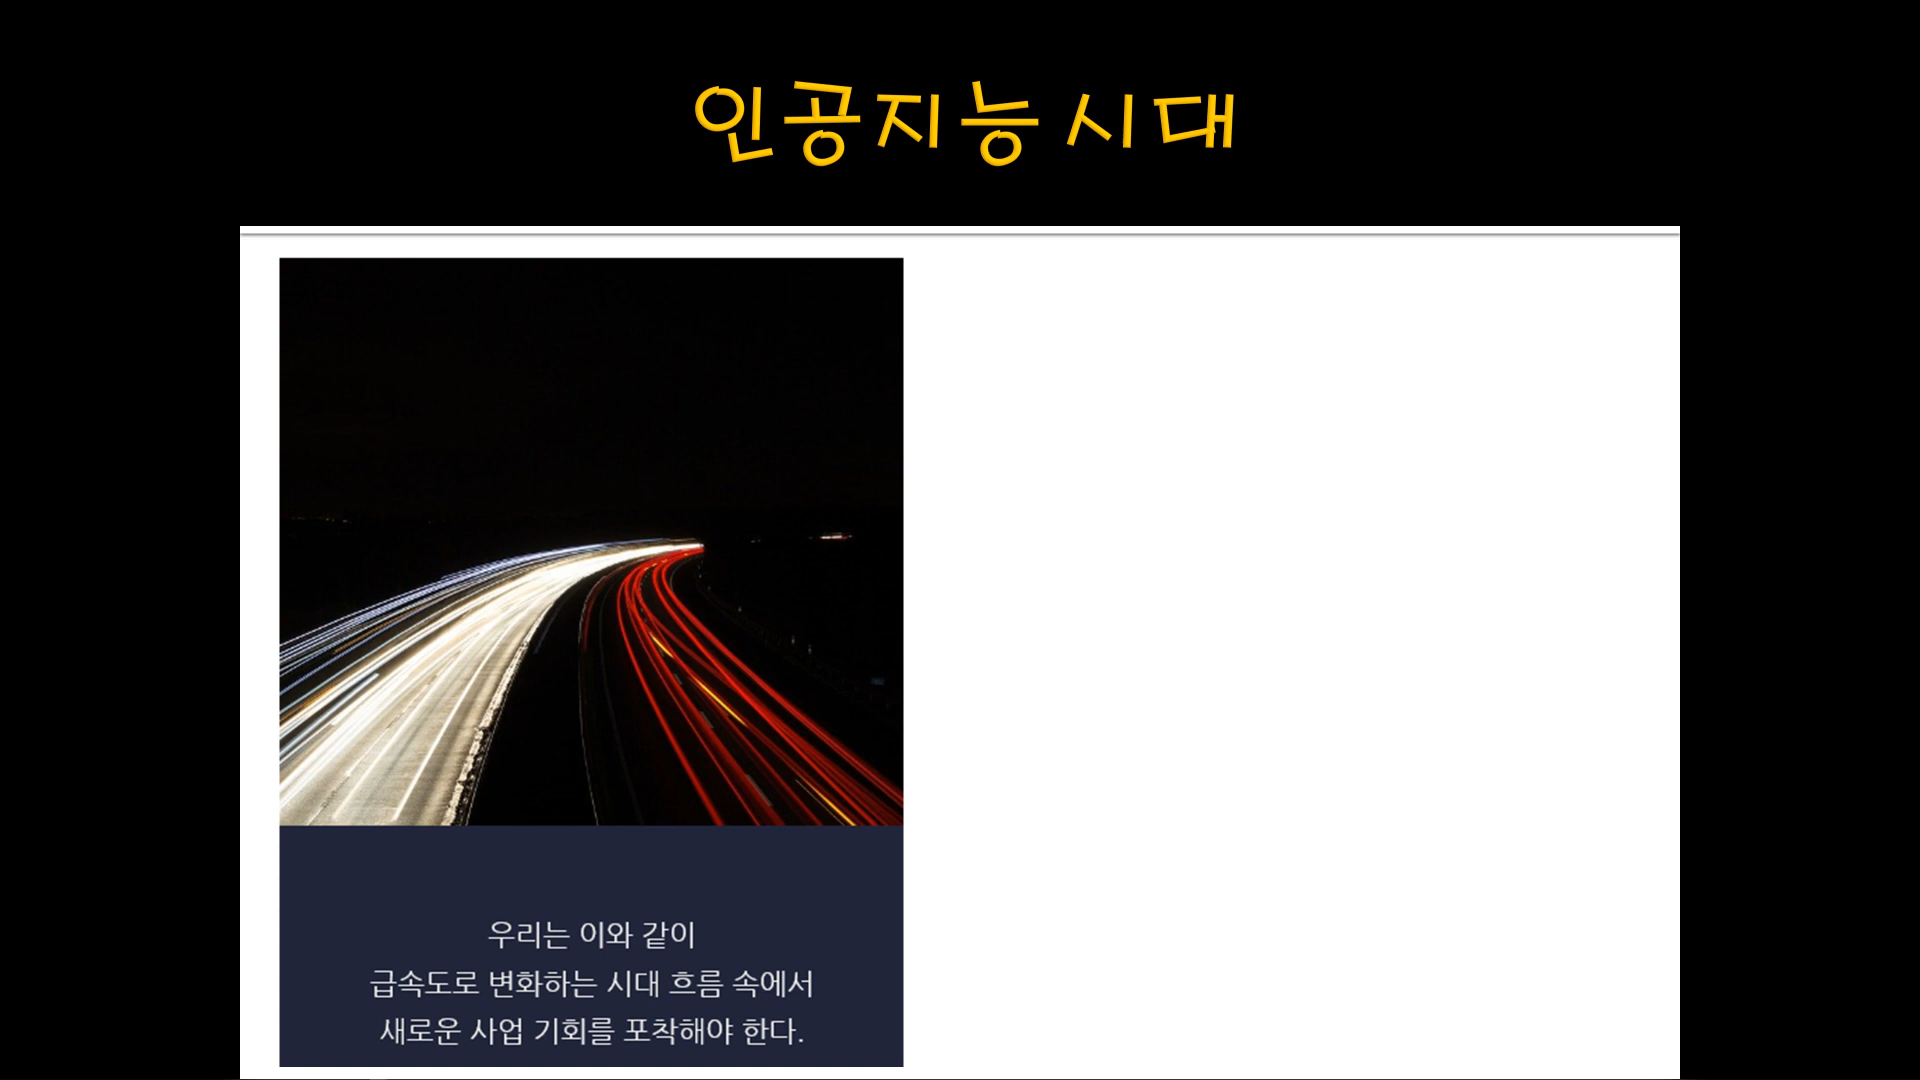 인공지능 시대
우리는 이와 같이
급속도로 변화하는 시대 흐름 속에서
새로운 사업 기회를 포착해야 한다.